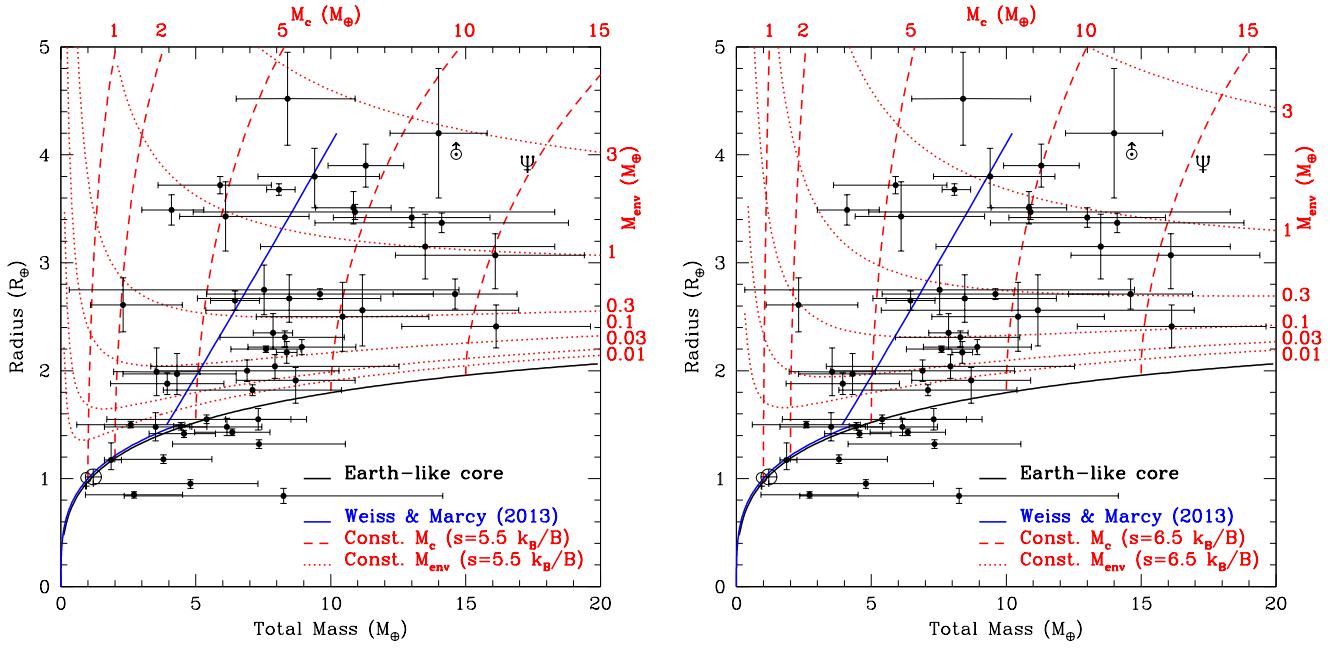 M_c (M_⊕)
1 2 5 10 15
5
4
3
2
1
0
Radius (R_⊕)
3
1
0.3
0.1
0.03
0.01
M_env (M_⊕)
Earth-like core
Weiss & Marcy (2013)
Const. M_c (s=5.5 k_B/B)
Const. M_env (s=5.5 k_B/B)
0 5 10 15 20
Total Mass (M_⊕)
M_c (M_⊕)
1 2 5 10 15
5
4
3
2
1
0
Radius (R_⊕)
3
1
0.3
0.1
0.03
0.01
M_env (M_⊕)
Earth-like core
Weiss & Marcy (2013)
Const. M_c (s=6.5 k_B/B)
Const. M_env (s=6.5 k_B/B)
0 5 10 15 20
Total Mass (M_⊕)